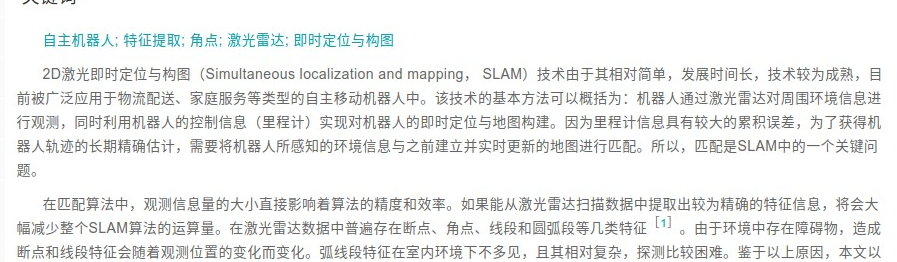 关键词
自主机器人; 特征提取; 角点; 激光雷达; 即时定位与构图
2D激光即时定位与构图（Simultaneous localization and mapping， SLAM）技术由于其相对简单，发展时间长，技术较为成熟，目
前被广泛应用于物流配送、家庭服务等类型的自主移动机器人中。该技术的基本方法可以概括为：机器人通过激光雷达对周围环境信息进
行观测，同时利用机器人的控制信息（里程计）实现对机器人的即时定位与地图构建。因为里程计信息具有较大的累积误差，为了获得机
器人轨迹的长期精确估计，需要将机器人所感知的环境信息与之前建立并实时更新的地图进行匹配。所以，匹配是SLAM中的一个关键问
题。
在匹配算法中，观测信息量的大小直接影响着算法的精度和效率。如果能从激光雷达扫描数据中提取出较为精确的特征信息，将会大
幅减少整个SLAM算法的运算量。在激光雷达数据中普遍存在断点、角点、线段和圆弧段等几类特征［1］。由于环境中存在障碍物，造成
断点和线段特征会随着观测位置的变化而变化。弧线段特征在室内环境下不多见，且其相对复杂，探测比较困难。鉴于以上原因，本文以